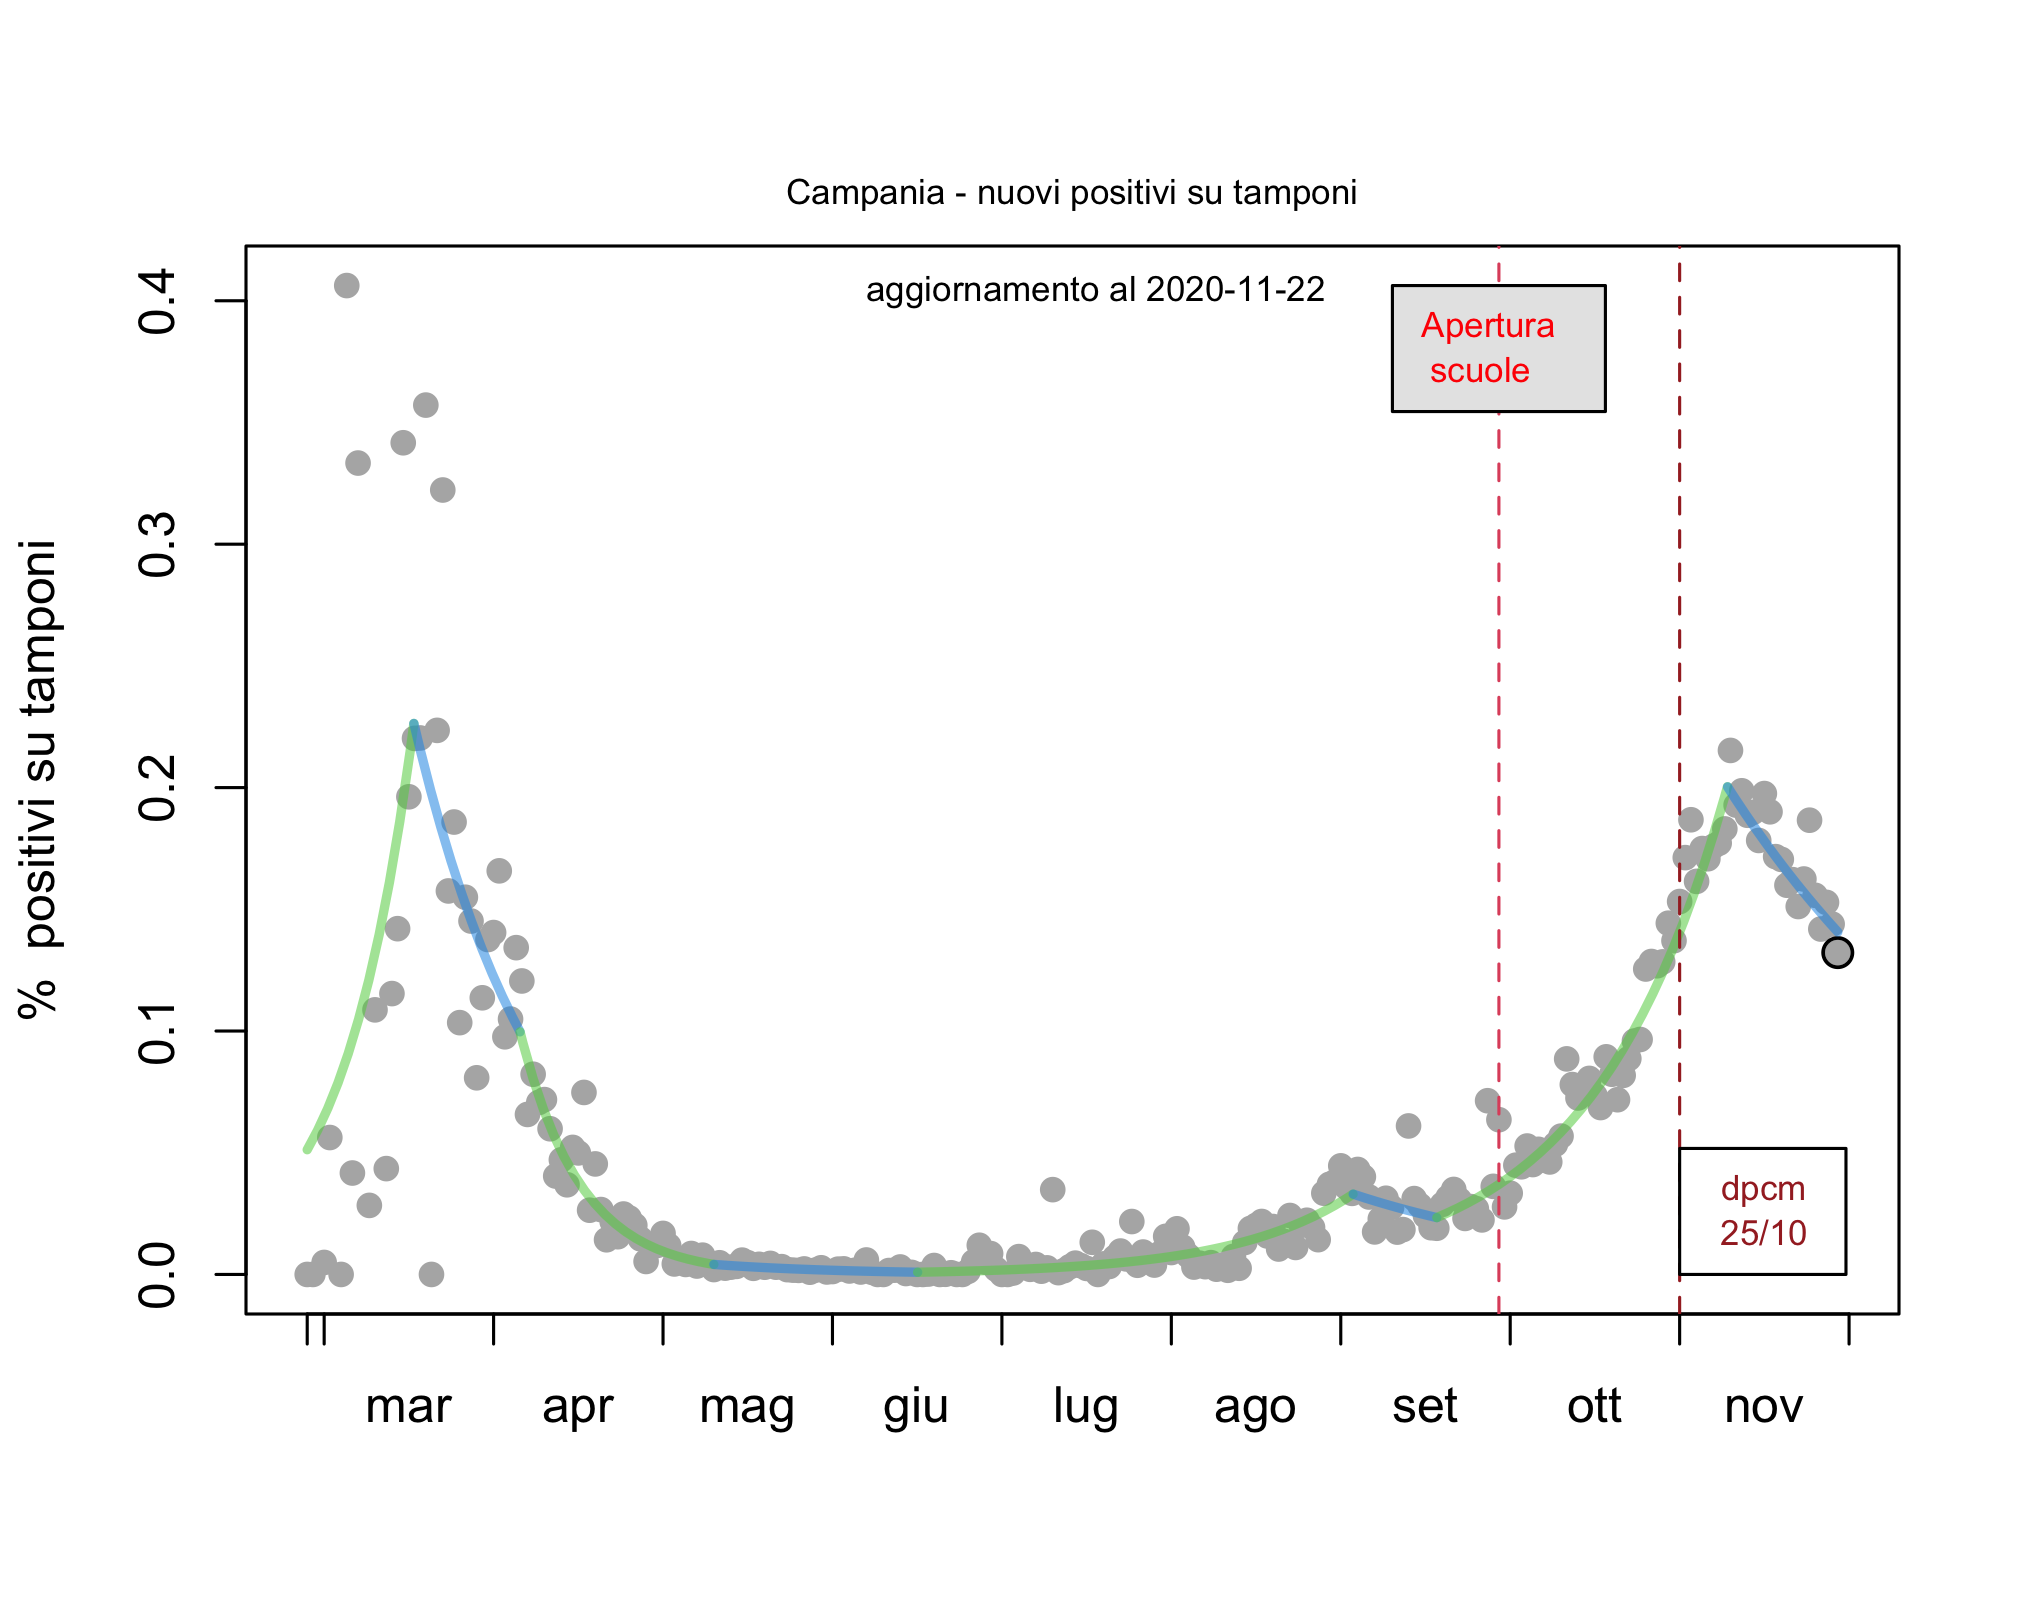 Campania - nuovi positivi su tamponi
aggiornamento al 2020-11-22
Apertura
scuole
% positivi su tamponi
0.4
0.3
0.2
0.1
0.0
dpcm
25/10
mar apr mag giu lug ago set ott nov